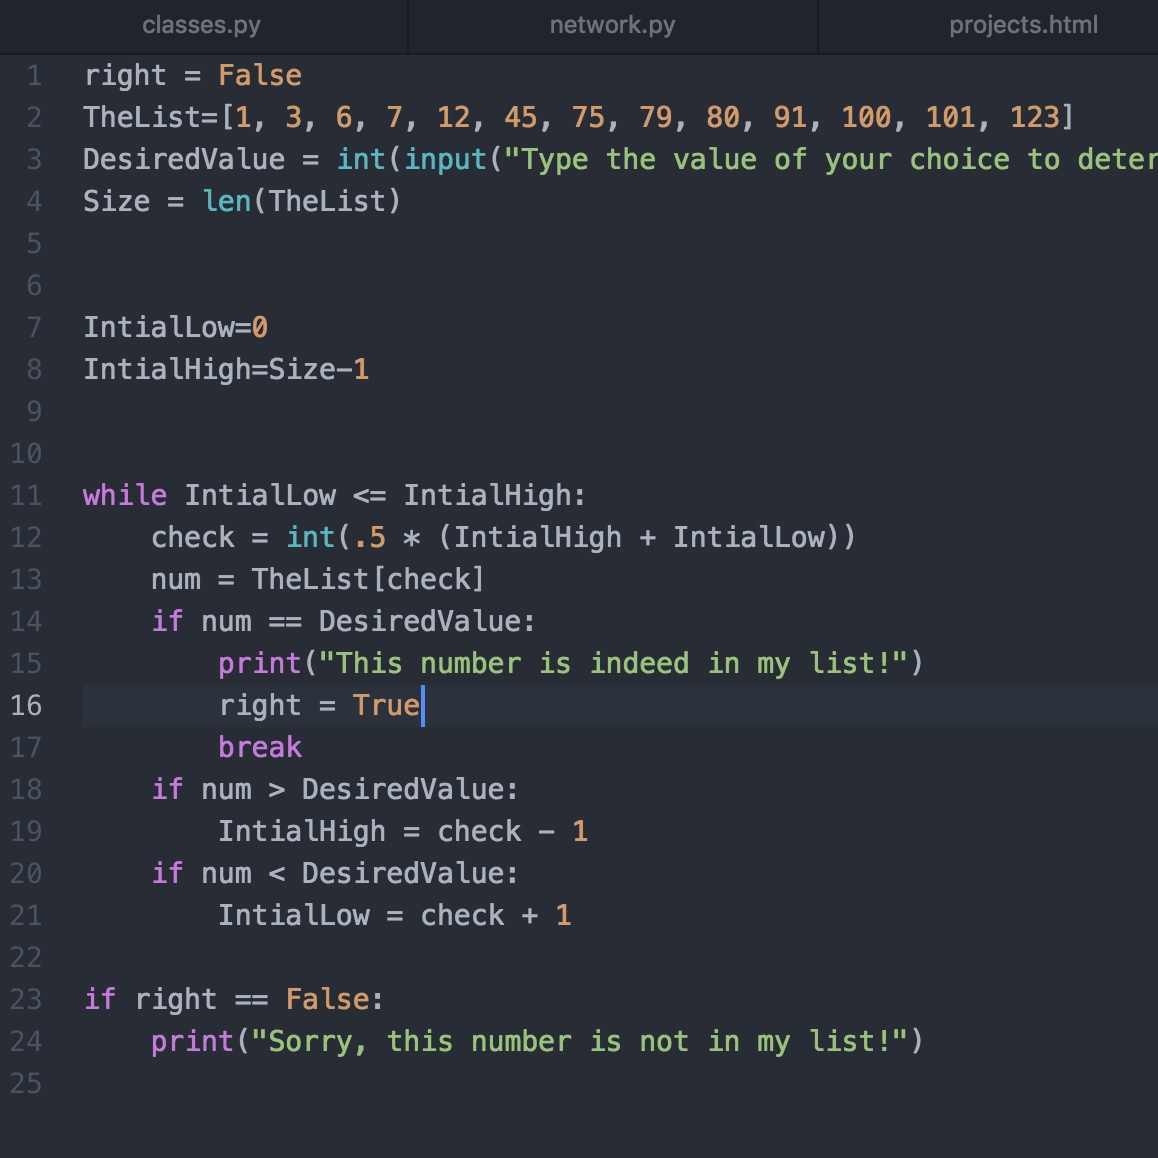 classes.py network.py projects.html
1 right = False
2 TheList=[1, 3, 6, 7, 12, 45, 75, 79, 80, 91, 100, 101, 123]
3 DesiredValue = int(input("Type the value of your choice to deter
4 Size = len(TheList)
5
6
7 IntialLow=0
8 IntialHigh=Size-1
9
10
11 while IntialLow <= IntialHigh:
12     check = int(.5 * (IntialHigh + IntialLow))
13     num = TheList[check]
14     if num == DesiredValue:
15         print("This number is indeed in my list!")
16         right = True
17         break
18     if num > DesiredValue:
19         IntialHigh = check - 1
20     if num < DesiredValue:
21         IntialLow = check + 1
22
23 if right == False:
24     print("Sorry, this number is not in my list!")
25